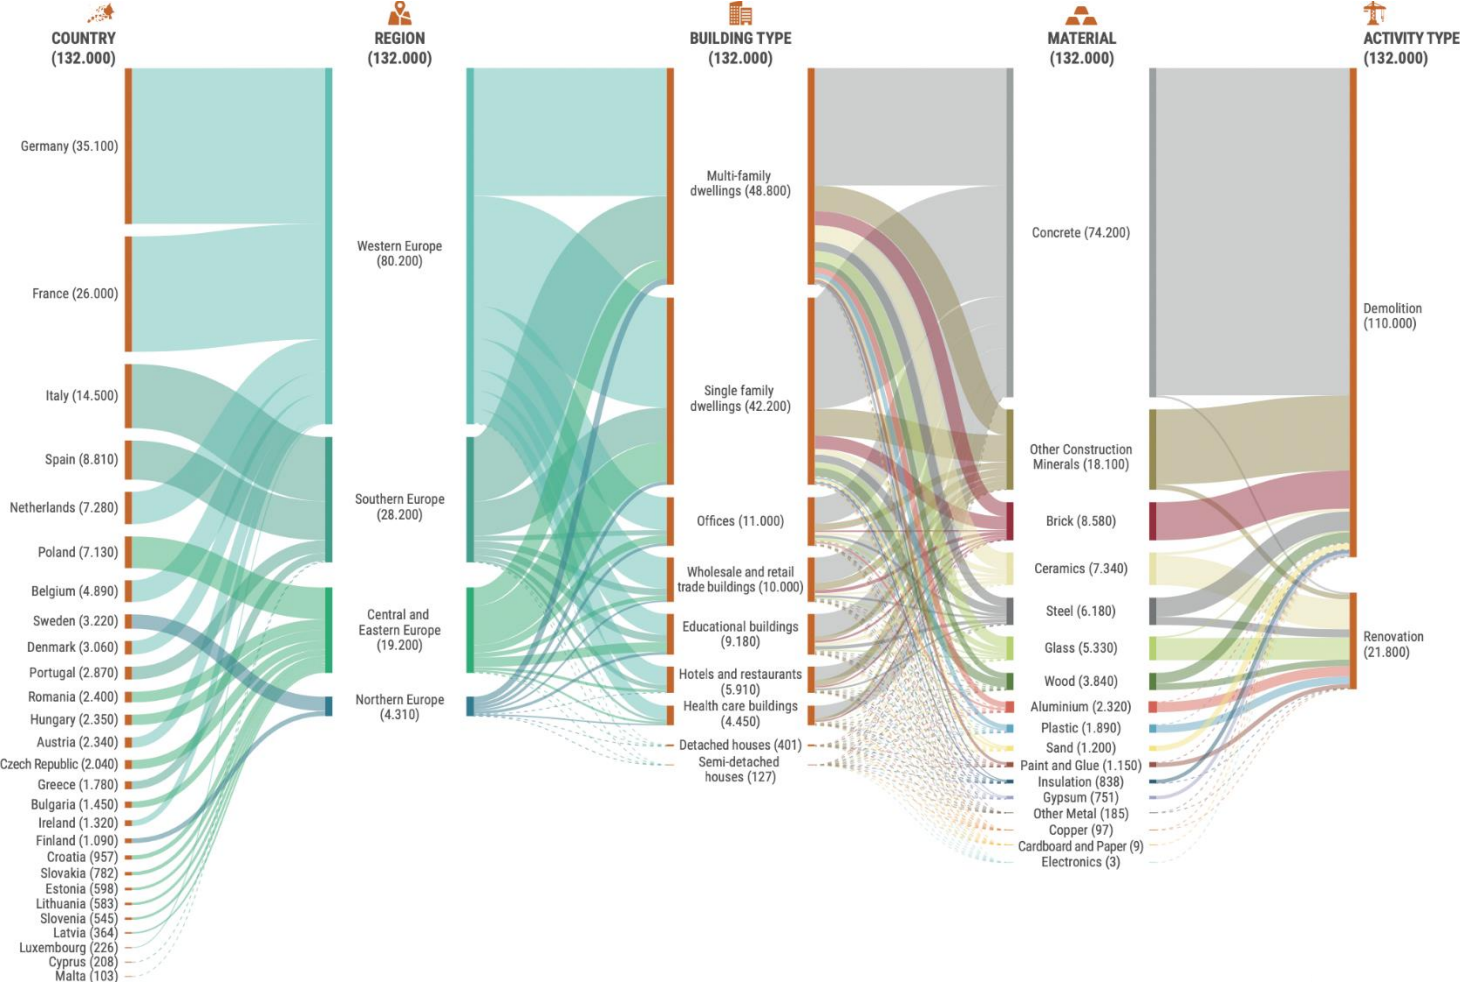 COUNTRY
(132.000)
REGION
(132.000)
BUILDING TYPE
(132.000)
MATERIAL
(132.000)
ACTIVITY TYPE
(132.000)
Germany (35.100)
France (26.000)
Italy (14.500)
Spain (8.810)
Netherlands (7.280)
Poland (7.130)
Belgium (4.890)
Sweden (3.220)
Denmark (3.060)
Portugal (2.870)
Romania (2.400)
Hungary (2.350)
Austria (2.340)
Czech Republic (2.040)
Greece (1.780)
Bulgaria (1.450)
Ireland (1.320)
Finland (1.090)
Croatia (957)
Slovakia (782)
Estonia (598)
Lithuania (583)
Slovenia (545)
Latvia (364)
Luxembourg (226)
Cyprus (208)
Malta (103)
Western Europe
(80.200)
Southern Europe
(28.200)
Central and
Eastern Europe
(19.200)
Northern Europe
(4.310)
Multi-family
dwellings (48.800)
Single family
dwellings (42.200)
Offices (11.000)
Wholesale and retail
trade buildings (10.000)
Educational buildings
(9.180)
Hotels and restaurants
(5.910)
Health care buildings
(4.450)
Detached houses (401)
Semi-detached
houses (127)
Concrete (74.200)
Other Construction
Minerals (18.100)
Brick (8.580)
Ceramics (7.340)
Steel (6.180)
Glass (5.330)
Wood (3.840)
Aluminium (2.320)
Plastic (1.890)
Sand (1.200)
Paint and Glue (1.150)
Insulation (838)
Gypsum (751)
Other Metal (185)
Copper (97)
Cardboard and Paper (9)
Electronics (3)
Demolition
(110.000)
Renovation
(21.800)